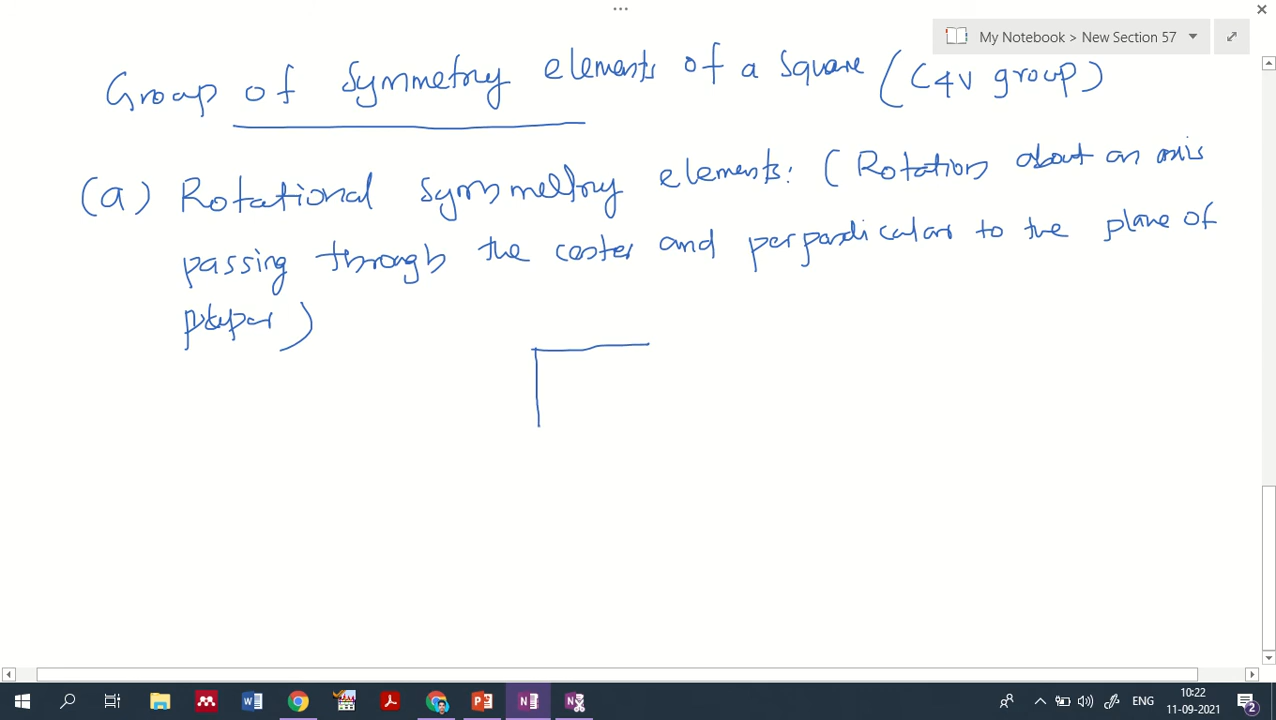 My Notebook > New Section 57
Group of Symmetry elements of a Square (C4v group)
(a) Rotational Symmetry elements: (Rotation about an axis
passing through the center and perpendicular to the plane of
ENG
10:22
11-09-2021
2